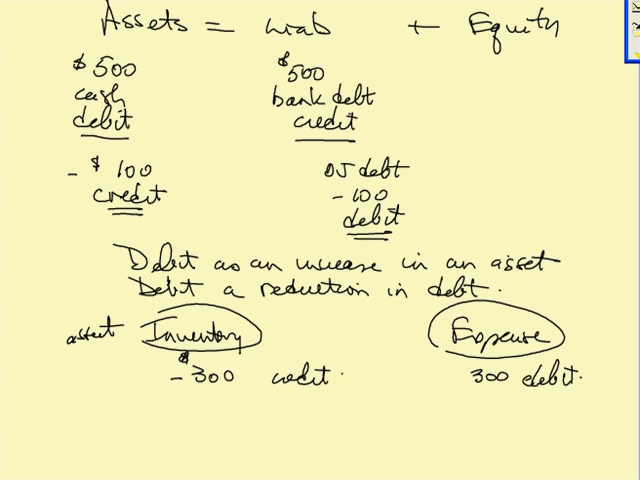 Assets = Liab + Equity
$500 $500
cash bank debt
debit credit
- $100 OJ debt
credit - 100
debit
Debit as an increase in an asset
Debit a reduction in debt.
asset Inventory Expense
$
- 300 credit. 300 debit.